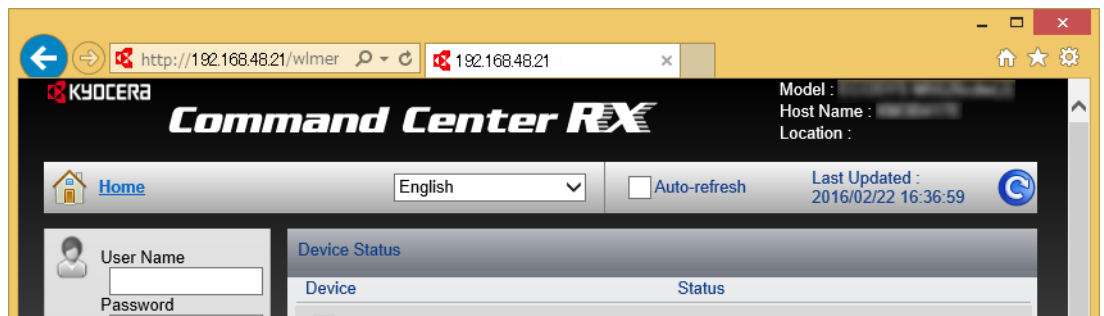 http://192.168.48.21/wlmer
192.168.48.21
KYOCERA
Command Center RX
Model :
Host Name :
Location :
Home
English
Auto-refresh
Last Updated :
2016/02/22 16:36:59
User Name
Password
Device Status
Device Status